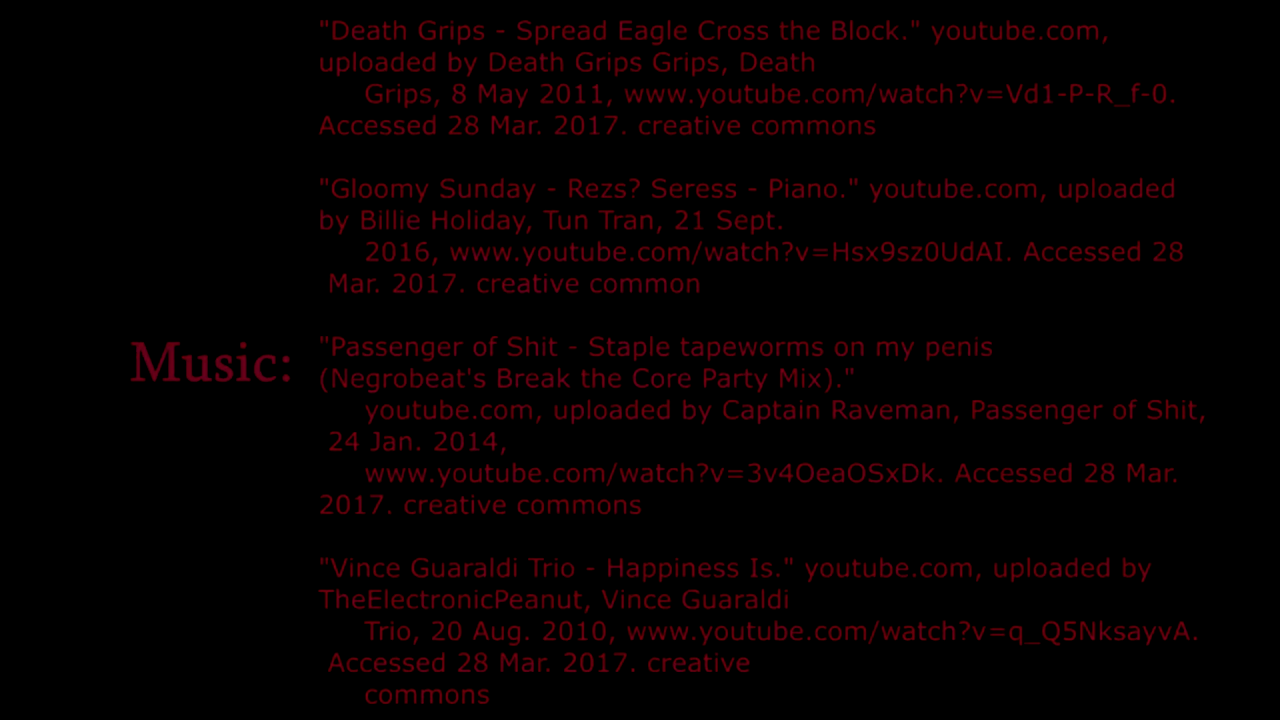 "Death Grips - Spread Eagle Cross the Block." youtube.com,
uploaded by Death Grips Grips, Death
Grips, 8 May 2011, www.youtube.com/watch?v=Vd1-P-R_f-0.
Accessed 28 Mar. 2017. creative commons
"Gloomy Sunday - Rezs? Seress - Piano." youtube.com, uploaded
by Billie Holiday, Tun Tran, 21 Sept.
2016, www.youtube.com/watch?v=Hsx9sz0UdAI. Accessed 28
Mar. 2017. creative common
Music:
"Passenger of Shit - Staple tapeworms on my penis
(Negrobeat's Break the Core Party Mix)."
youtube.com, uploaded by Captain Raveman, Passenger of Shit,
24 Jan. 2014,
www.youtube.com/watch?v=3v4OeaOSxDk. Accessed 28 Mar.
2017. creative commons
"Vince Guaraldi Trio - Happiness Is." youtube.com, uploaded by
TheElectronicPeanut, Vince Guaraldi
Trio, 20 Aug. 2010, www.youtube.com/watch?v=q_Q5NksayvA.
Accessed 28 Mar. 2017. creative
commons